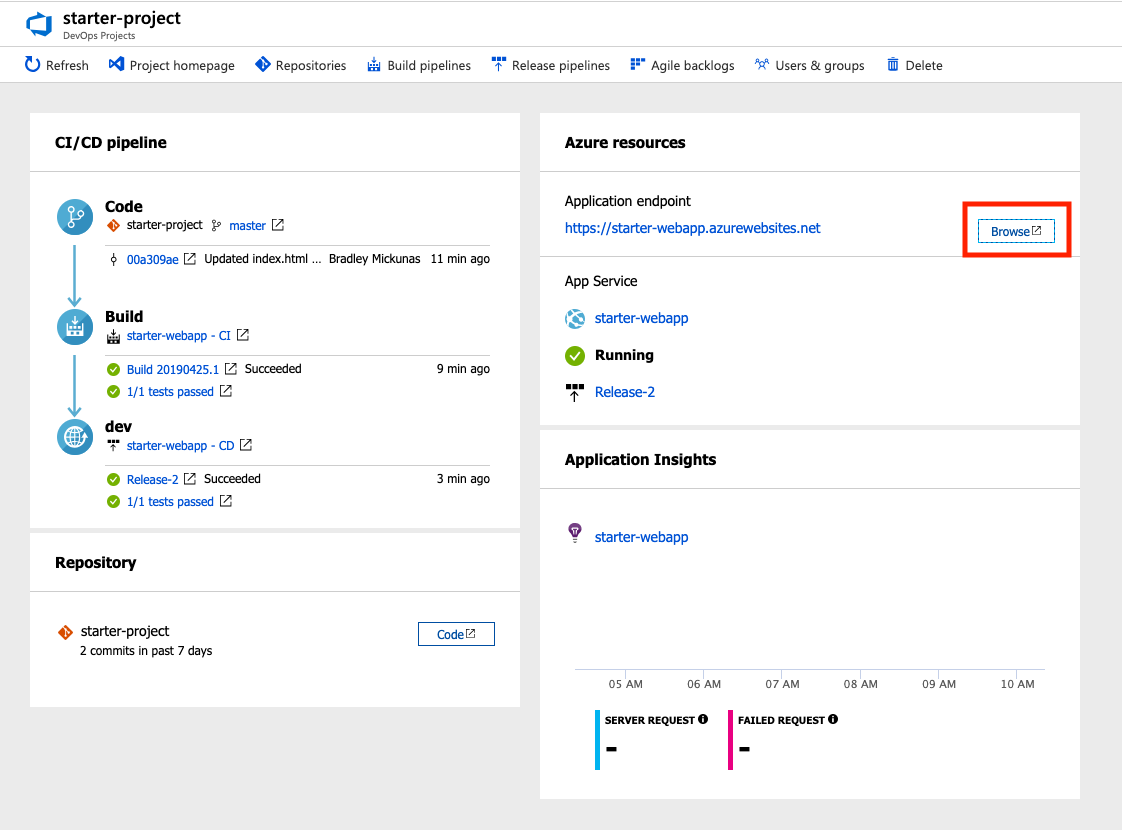 starter-project
DevOps Projects
Refresh Project homepage Repositories Build pipelines Release pipelines Agile backlogs Users & groups Delete
CI/CD pipeline
Code
starter-project master
00a309ae Updated index.html ... Bradley Mickunas 11 min ago
Build
starter-webapp - CI
Build 20190425.1 Succeeded 9 min ago
1/1 tests passed
dev
starter-webapp - CD
Release-2 Succeeded 3 min ago
1/1 tests passed
Repository
starter-project
2 commits in past 7 days
Code
Azure resources
Application endpoint
https://starter-webapp.azurewebsites.net
Browse
App Service
starter-webapp
Running
Release-2
Application Insights
starter-webapp
05 AM 06 AM 07 AM 08 AM 09 AM 10 AM
SERVER REQUEST FAILED REQUEST
- -